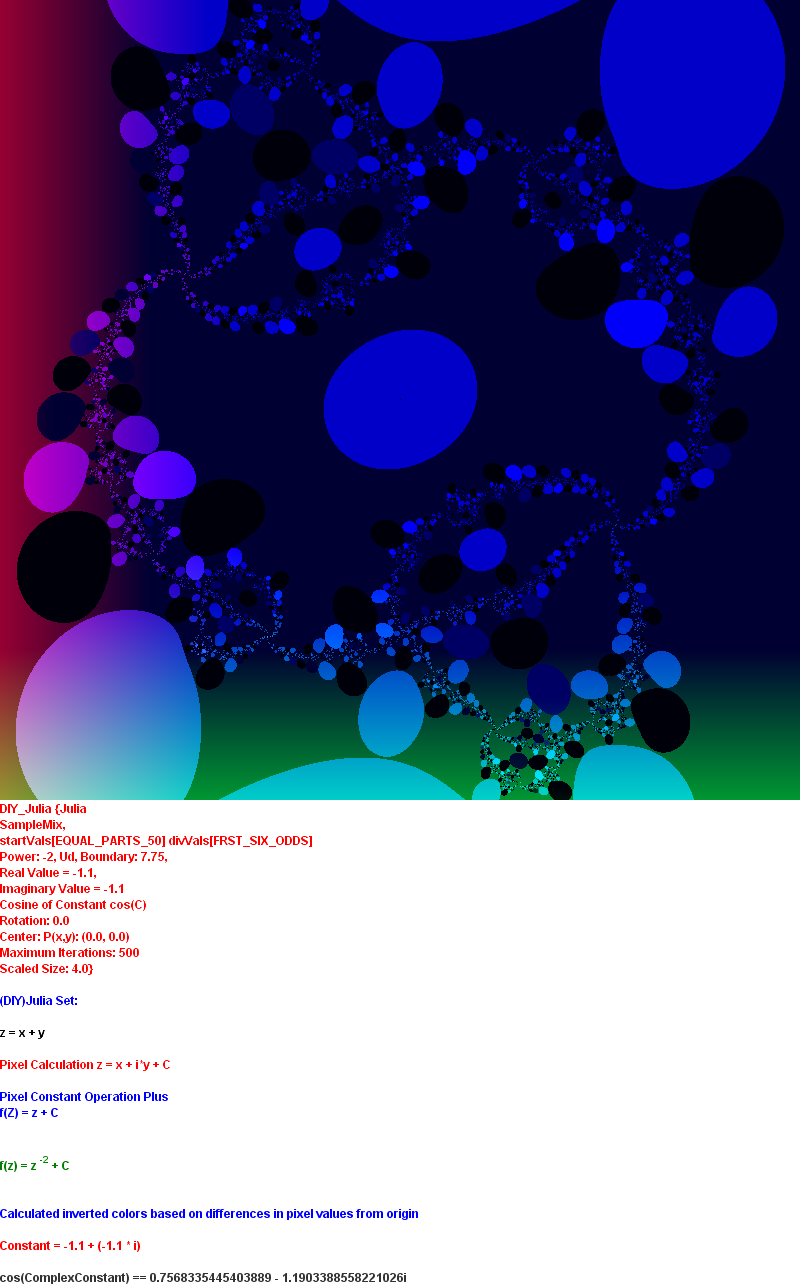 DIY_Julia {Julia
SampleMix,
startVals[EQUAL_PARTS_50] divVals[FRST_SIX_ODDS]
Power: -2, Ud, Boundary: 7.75,
Real Value = -1.1,
Imaginary Value = -1.1
Cosine of Constant cos(C)
Rotation: 0.0
Center: P(x,y): (0.0, 0.0)
Maximum Iterations: 500
Scaled Size: 4.0}
(DIY)Julia Set:
z = x + y
Pixel Calculation z = x + i*y + C
Pixel Constant Operation Plus
f(Z) = z + C
f(z) = z -2 + C
Calculated inverted colors based on differences in pixel values from origin
Constant = -1.1 + (-1.1 * i)
cos(ComplexConstant) == 0.7568335445403889 - 1.1903388558221026i